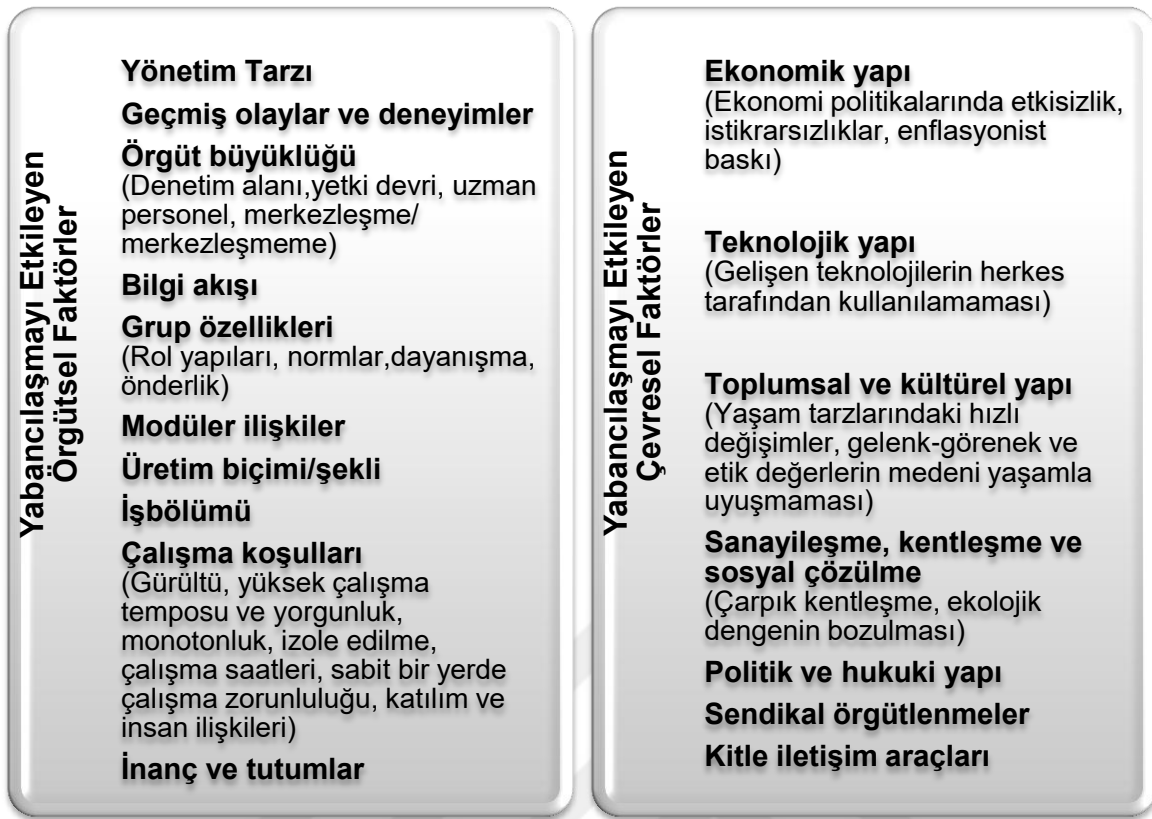 Yabancılaşmayı Etkileyen
Örgütsel Faktörler
Yönetim Tarzı
Geçmiş olaylar ve deneyimler
Örgüt büyüklüğü
(Denetim alanı,yetki devri, uzman
personel, merkezleşme/
merkezleşmeme)
Bilgi akışı
Grup özellikleri
(Rol yapıları, normlar,dayanışma,
önderlik)
Modüler ilişkiler
Üretim biçimi/şekli
İşbölümü
Çalışma koşulları
(Gürültü, yüksek çalışma
temposu ve yorgunluk,
monotonluk, izole edilme,
çalışma saatleri, sabit bir yerde
çalışma zorunluluğu, katılım ve
insan ilişkileri)
İnanç ve tutumlar
Yabancılaşmayı Etkileyen
Çevresel Faktörler
Ekonomik yapı
(Ekonomi politikalarında etkisizlik,
istikrarsızlıklar, enflasyonist
baskı)
Teknolojik yapı
(Gelişen teknolojilerin herkes
tarafından kullanılamaması)
Toplumsal ve kültürel yapı
(Yaşam tarzlarındaki hızlı
değişimler, gelenk-görenek ve
etik değerlerin medeni yaşamla
uyuşmaması)
Sanayileşme, kentleşme ve
sosyal çözülme
(Çarpık kentleşme, ekolojik
dengenin bozulması)
Politik ve hukuki yapı
Sendikal örgütlenmeler
Kitle iletişim araçları